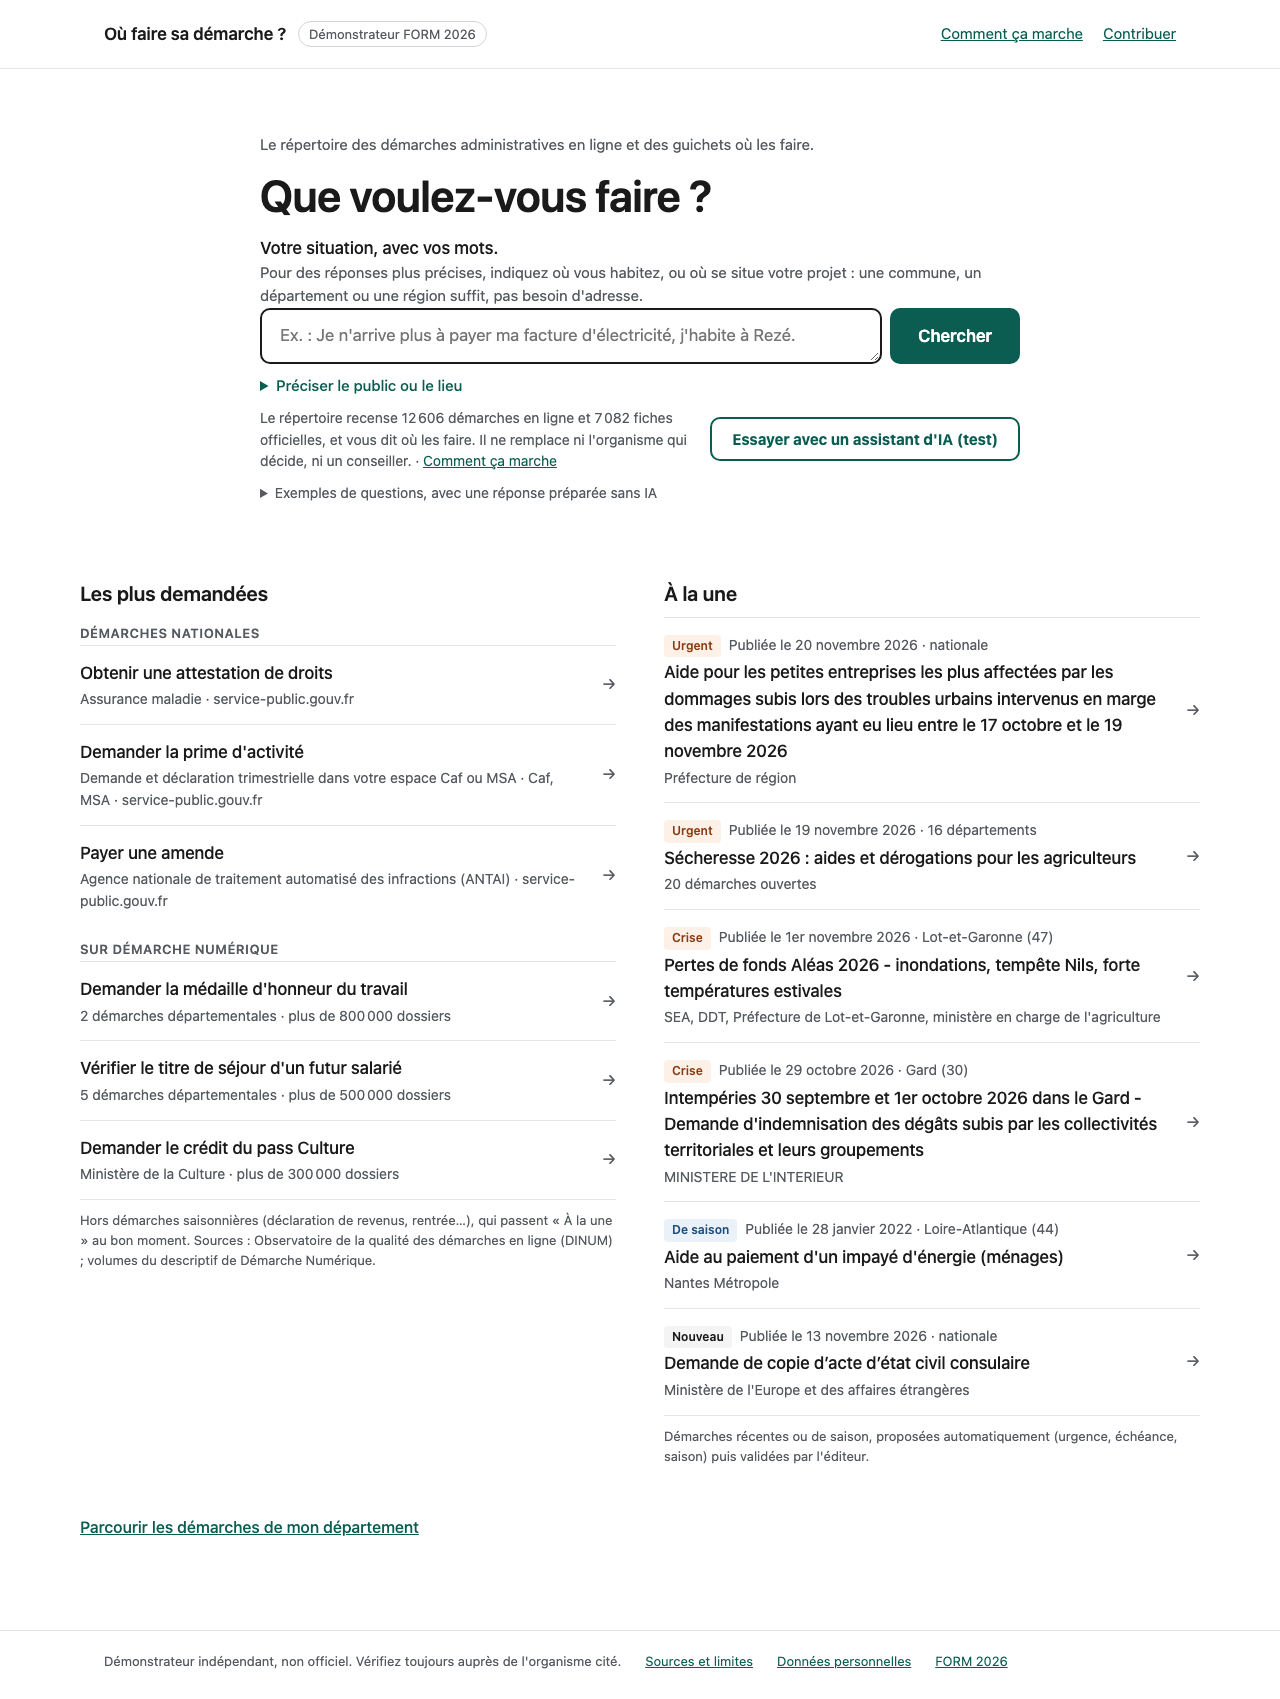 Où faire sa démarche ?
Démonstrateur FORM 2026
Comment ça marche
Contribuer
Le répertoire des démarches administratives en ligne et des guichets où les faire.
Que voulez-vous faire ?
Votre situation, avec vos mots.
Pour des réponses plus précises, indiquez où vous habitez, ou où se situe votre projet : une commune, un
département ou une région suffit, pas besoin d'adresse.
Ex. : Je n'arrive plus à payer ma facture d'électricité, j'habite à Rezé.
Chercher
Préciser le public ou le lieu
Le répertoire recense 12 606 démarches en ligne et 7 082 fiches
officielles, et vous dit où les faire. Il ne remplace ni l'organisme qui
décide, ni un conseiller. · Comment ça marche
Essayer avec un assistant d'IA (test)
Exemples de questions, avec une réponse préparée sans IA
Les plus demandées
DÉMARCHES NATIONALES
Obtenir une attestation de droits
Assurance maladie · service-public.gouv.fr
→
Demander la prime d'activité
Demande et déclaration trimestrielle dans votre espace Caf ou MSA · Caf,
MSA · service-public.gouv.fr
→
Payer une amende
Agence nationale de traitement automatisé des infractions (ANTAI) · service-
public.gouv.fr
→
SUR DÉMARCHE NUMÉRIQUE
Demander la médaille d'honneur du travail
2 démarches départementales · plus de 800 000 dossiers
→
Vérifier le titre de séjour d'un futur salarié
5 démarches départementales · plus de 500 000 dossiers
→
Demander le crédit du pass Culture
Ministère de la Culture · plus de 300 000 dossiers
→
Hors démarches saisonnières (déclaration de revenus, rentrée…), qui passent « À la une
» au bon moment. Sources : Observatoire de la qualité des démarches en ligne (DINUM)
; volumes du descriptif de Démarche Numérique.
À la une
Urgent Publiée le 20 novembre 2026 · nationale
Aide pour les petites entreprises les plus affectées par les
dommages subis lors des troubles urbains intervenus en marge
des manifestations ayant eu lieu entre le 17 octobre et le 19
novembre 2026
Préfecture de région
→
Urgent Publiée le 19 novembre 2026 · 16 départements
Sécheresse 2026 : aides et dérogations pour les agriculteurs
20 démarches ouvertes
→
Crise Publiée le 1er novembre 2026 · Lot-et-Garonne (47)
Pertes de fonds Aléas 2026 - inondations, tempête Nils, forte
températures estivales
SEA, DDT, Préfecture de Lot-et-Garonne, ministère en charge de l'agriculture
→
Crise Publiée le 29 octobre 2026 · Gard (30)
Intempéries 30 septembre et 1er octobre 2026 dans le Gard -
Demande d'indemnisation des dégâts subis par les collectivités
territoriales et leurs groupements
MINISTERE DE L'INTERIEUR
→
De saison Publiée le 28 janvier 2022 · Loire-Atlantique (44)
Aide au paiement d'un impayé d'énergie (ménages)
Nantes Métropole
→
Nouveau Publiée le 13 novembre 2026 · nationale
Demande de copie d’acte d’état civil consulaire
Ministère de l'Europe et des affaires étrangères
→
Démarches récentes ou de saison, proposées automatiquement (urgence, échéance,
saison) puis validées par l'éditeur.
Parcourir les démarches de mon département
Démonstrateur indépendant, non officiel. Vérifiez toujours auprès de l'organisme cité.
Sources et limites
Données personnelles
FORM 2026